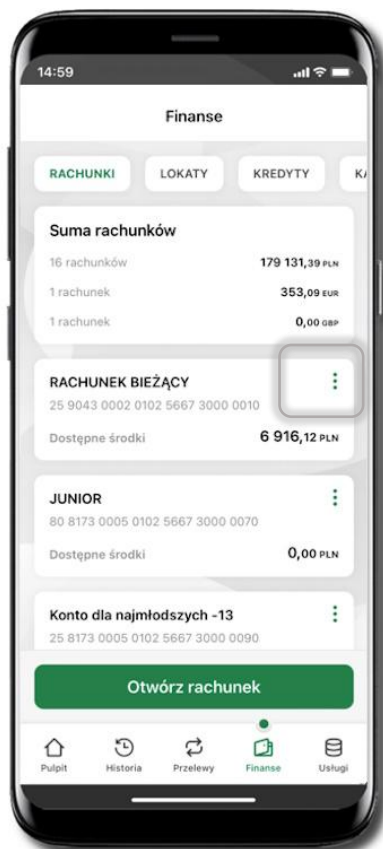 14:59
Finanse
RACHUNKI LOKATY KREDYTY
Suma rachunków
16 rachunków 179 131,39 PLN
1 rachunek 353,09 EUR
1 rachunek 0,00 GBP
RACHUNEK BIEŻĄCY
25 9043 0002 0102 5667 3000 0010
Dostępne środki 6 916,12 PLN
JUNIOR
80 8173 0005 0102 5667 3000 0070
Dostępne środki 0,00 PLN
Konto dla najmłodszych -13
25 8173 0005 0102 5667 3000 0090
Otwórz rachunek
Pulpit Historia Przelewy Finanse Usługi